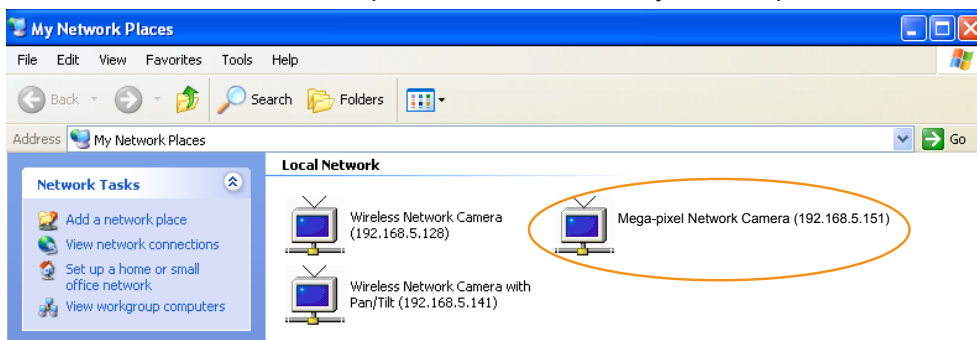 My Network Places
File Edit View Favorites Tools Help
Back Search Folders
Address My Network Places Go
Network Tasks
Add a network place
View network connections
Set up a home or small
office network
View workgroup computers
Local Network
Wireless Network Camera
(192.168.5.128)
Mega-pixel Network Camera (192.168.5.151)
Wireless Network Camera with
Pan/Tilt (192.168.5.141)